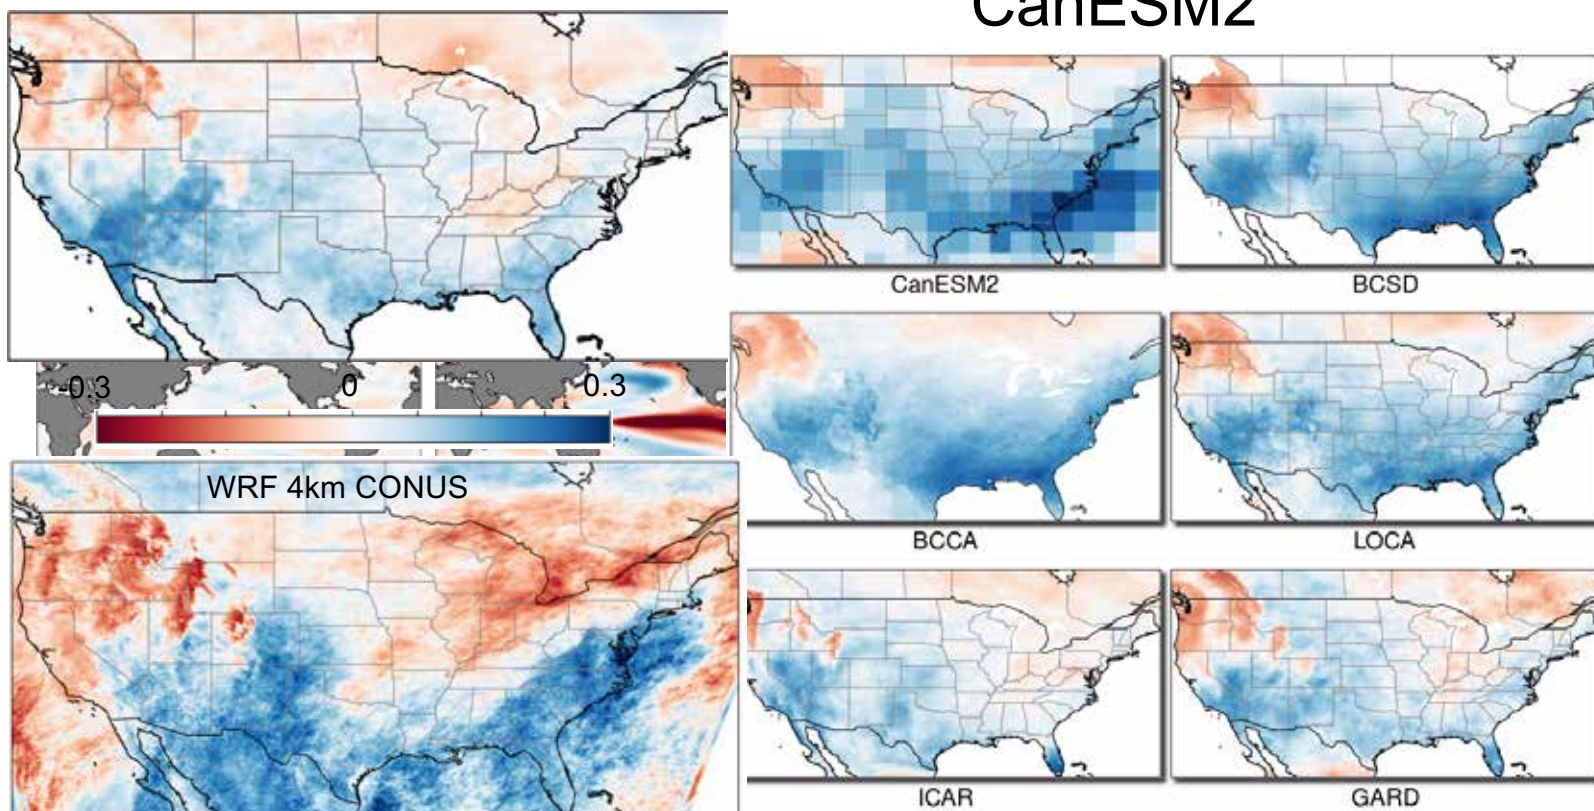 CanESM2
CanESM2
BCSD
-0.3 0 0.3
WRF 4km CONUS
BCCA
LOCA
ICAR
GARD